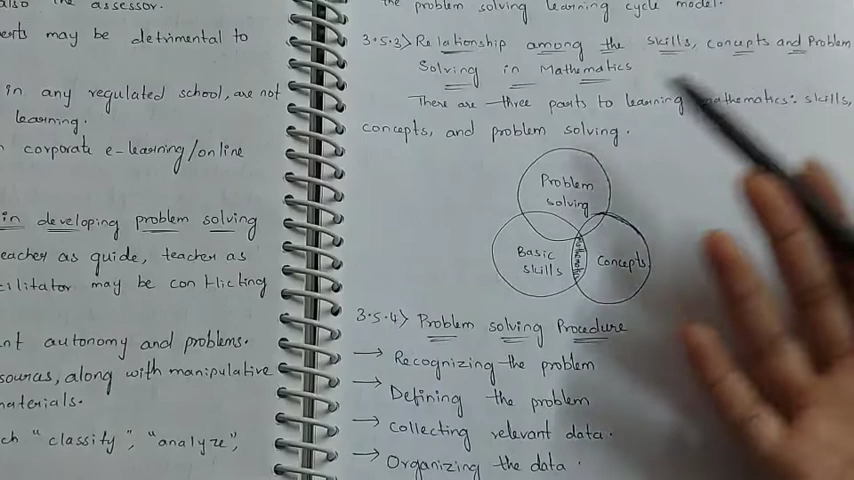 also the assessor.
erts may be detrimental to
in any regulated school, are not
learning.
n corporate e-learning/online
in developing problem solving
eacher as guide, teacher as
cilitator may be conflicting
nt autonomy and problems.
sources, along with manipulative
materials.
ch "classify", "analyze",
the problem solving learning cycle model.
3.5.3> Relationship among the skills, concepts and Problem
Solving in Mathematics
There are three parts to learning mathematics: skills,
concepts, and problem solving.
Problem
solving
Basic
skills
Concepts
3.5.4> Problem solving Procedure
→ Recognizing the problem
→ Defining the problem
→ Collecting relevant data.
→ Organizing the data.